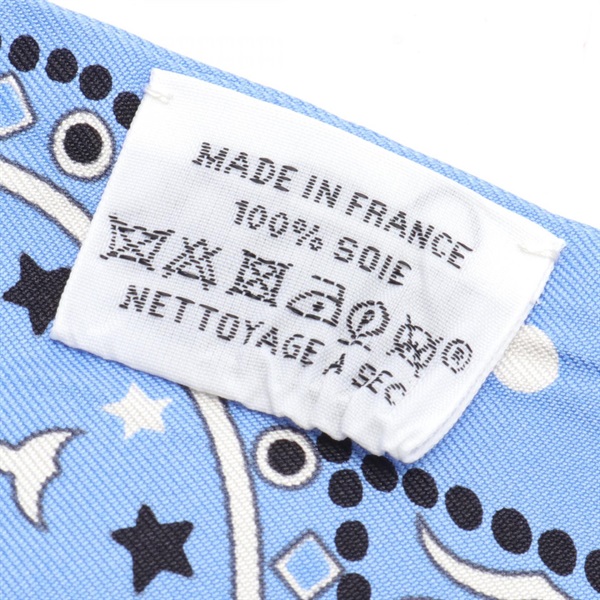 MADE IN FRANCE
100% SOIE
®
NETTOYAGE À SEC